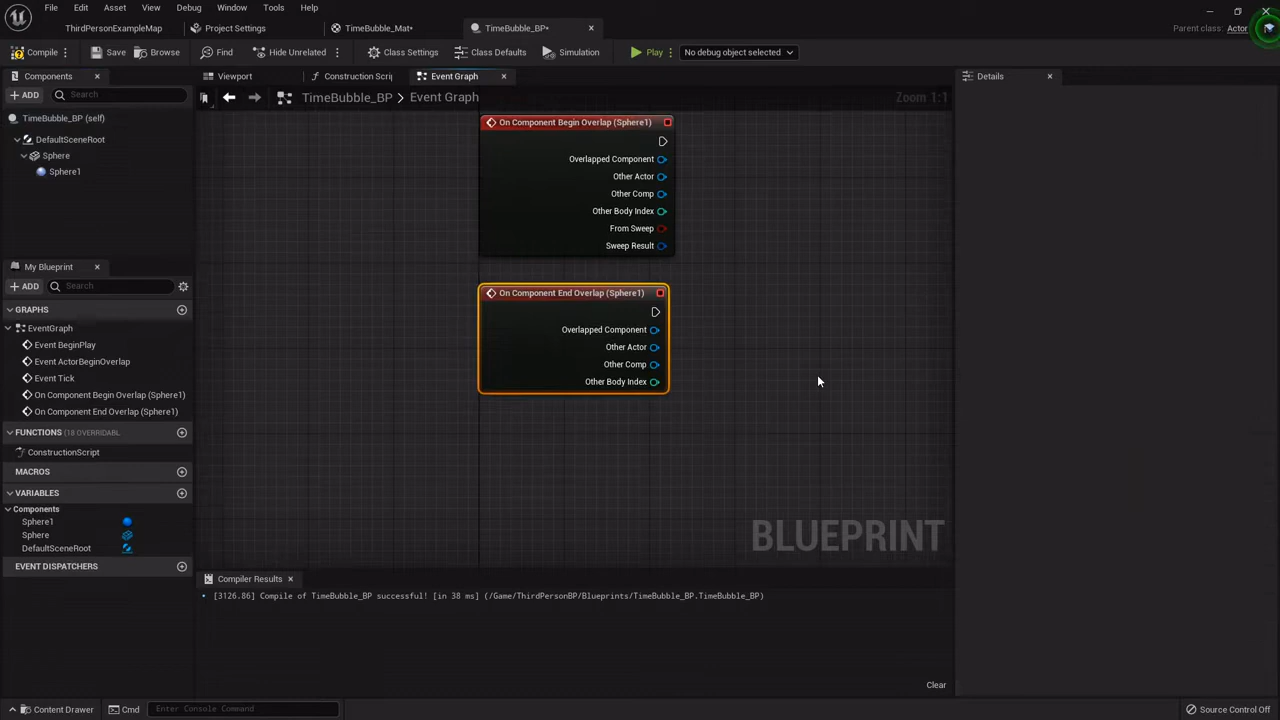 File Edit Asset View Debug Window Tools Help
ThirdPersonExampleMap Project Settings TimeBubble_Mat* TimeBubble_BP* Parent class: Actor
Compile Save Browse Find Hide Unrelated Class Settings Class Defaults Simulation Play No debug object selected
Components Viewport Construction Scrip Event Graph Details
+ ADD Search TimeBubble_BP > Event Graph Zoom 1:1
TimeBubble_BP (self)
DefaultSceneRoot
Sphere
Sphere1
My Blueprint
+ ADD Search
GRAPHS
EventGraph
Event BeginPlay
Event ActorBeginOverlap
Event Tick
On Component Begin Overlap (Sphere1)
On Component End Overlap (Sphere1)
FUNCTIONS (18 OVERRIDABL
ConstructionScript
MACROS
VARIABLES
Components
Sphere1
Sphere
DefaultSceneRoot
EVENT DISPATCHERS
On Component Begin Overlap (Sphere1)
Overlapped Component
Other Actor
Other Comp
Other Body Index
From Sweep
Sweep Result
On Component End Overlap (Sphere1)
Overlapped Component
Other Actor
Other Comp
Other Body Index
BLUEPRINT
Compiler Results
[3126.86] Compile of TimeBubble_BP successful! [in 38 ms] (/Game/ThirdPersonBP/Blueprints/TimeBubble_BP.TimeBubble_BP)
Clear
Content Drawer Cmd Enter Console Command Source Control Off